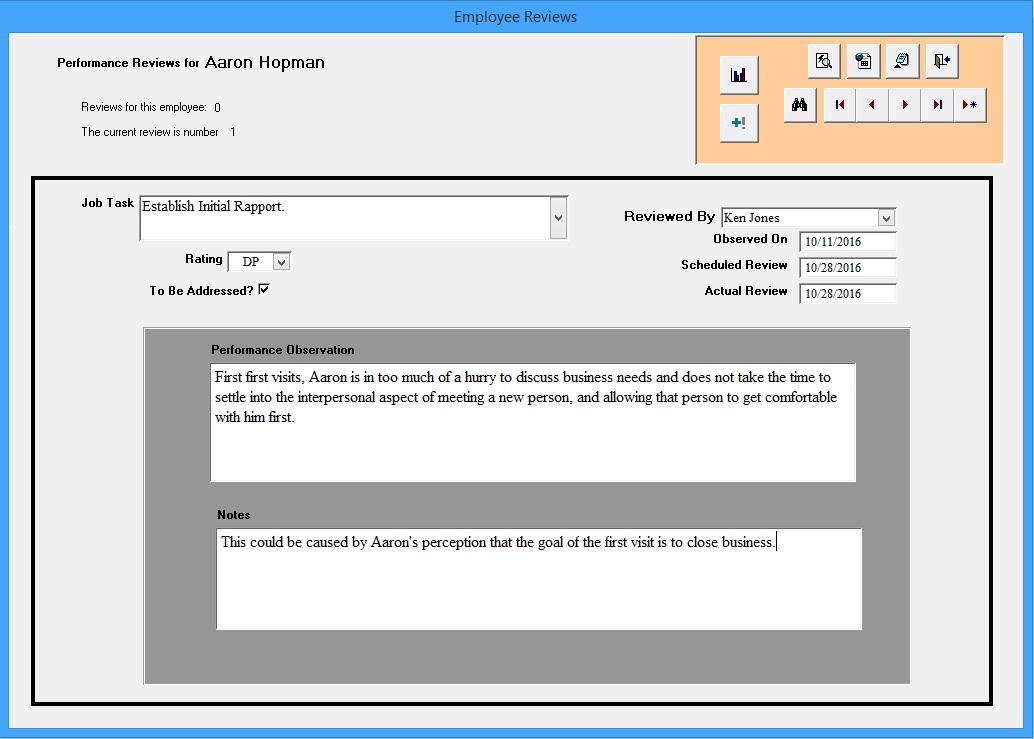 Employee Reviews
Performance Reviews for Aaron Hopman
Reviews for this employee: 0
The current review is number 1
Job Task Establish Initial Rapport.
Reviewed By Ken Jones
Observed On 10/11/2016
Rating DP
Scheduled Review 10/28/2016
To Be Addressed?
Actual Review 10/28/2016
Performance Observation
First first visits, Aaron is in too much of a hurry to discuss business needs and does not take the time to
settle into the interpersonal aspect of meeting a new person, and allowing that person to get comfortable
with him first.
Notes
This could be caused by Aaron's perception that the goal of the first visit is to close business.